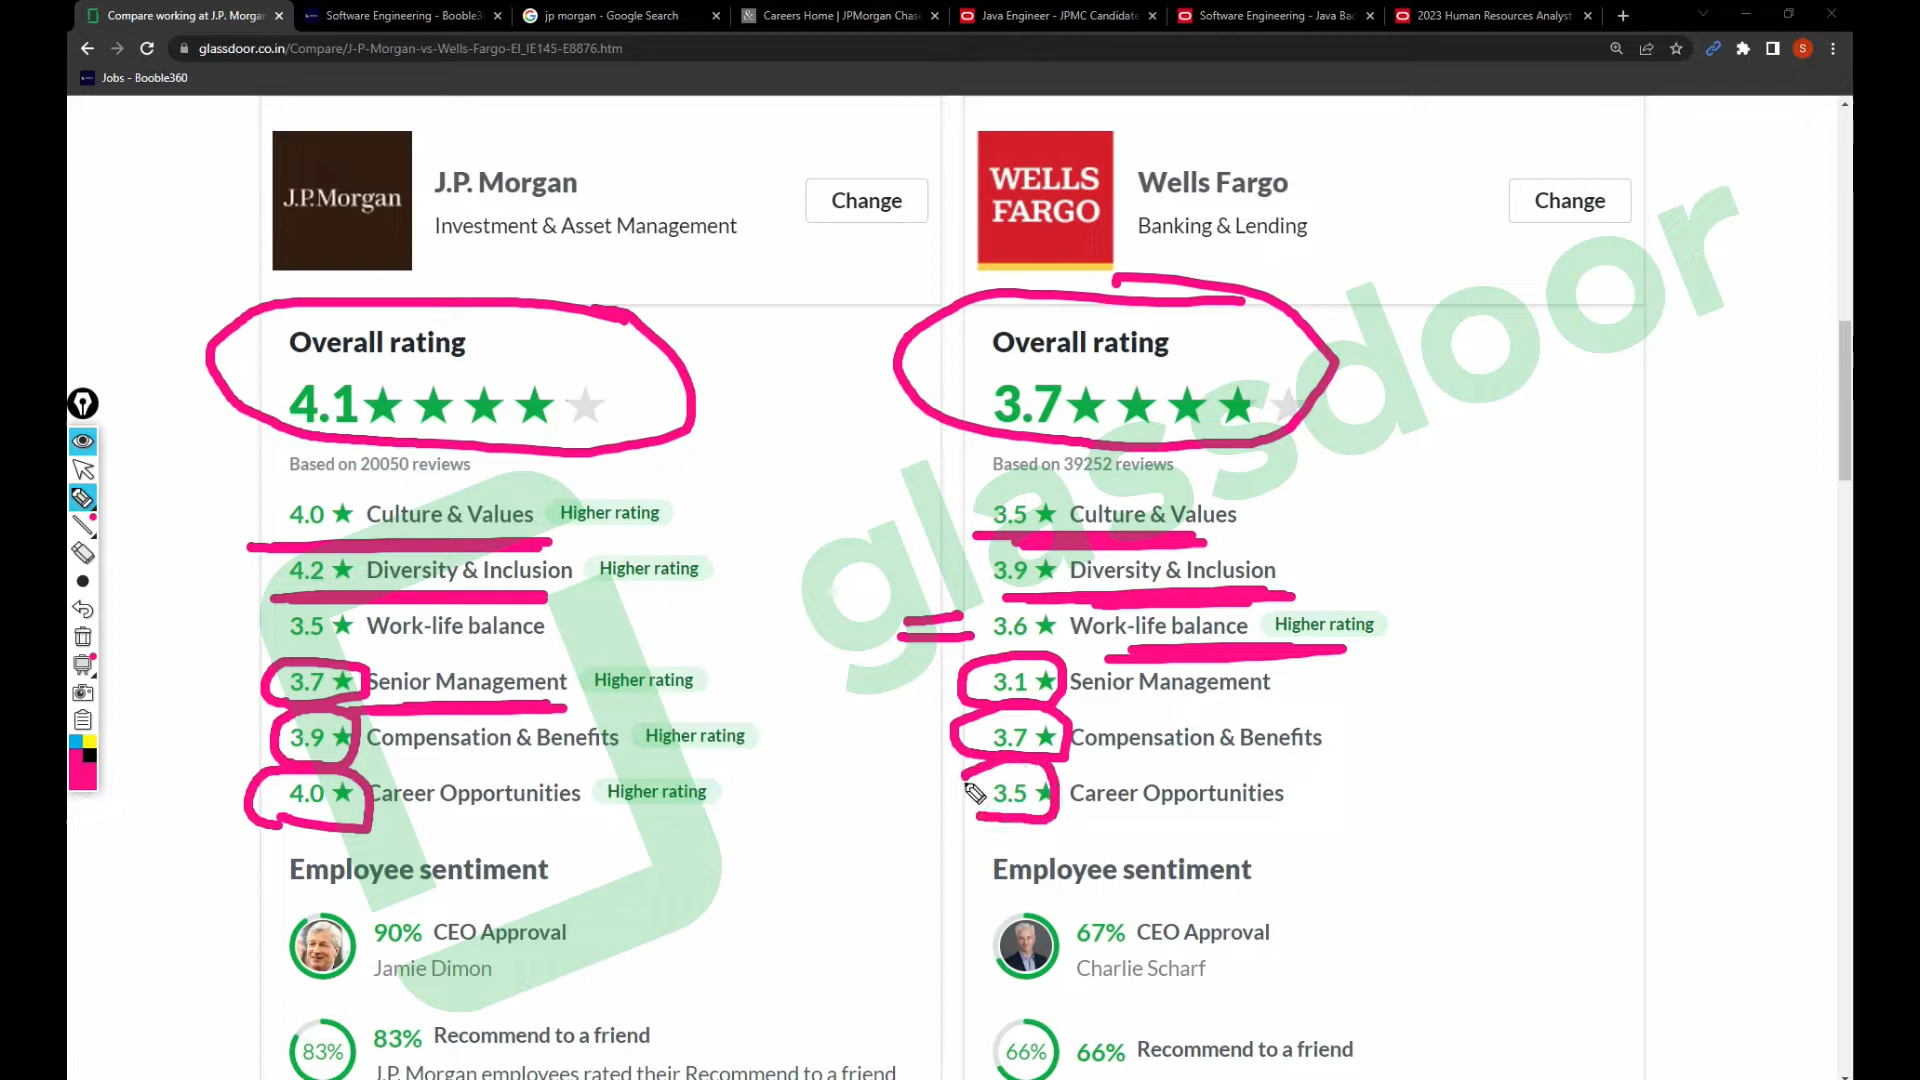 Compare working at J.P. Morgan
Software Engineering - Booble3
jp morgan - Google Search
Careers Home | JPMorgan Chas
Java Engineer - JPMC Candidate
Software Engineering - Java Bac
2023 Human Resources Analyst
glassdoor.co.in/Compare/J-P-Morgan-vs-Wells-Fargo-EI_IE145-E8876.htm
S
Jobs - Booble360
J.P.Morgan
J.P. Morgan
Investment & Asset Management
Change
WELLS
FARGO
Wells Fargo
Banking & Lending
Change
Overall rating
4.1
Based on 20050 reviews
4.0 ★ Culture & Values Higher rating
4.2 ★ Diversity & Inclusion Higher rating
3.5 ★ Work-life balance
3.7 ★ Senior Management Higher rating
3.9 ★ Compensation & Benefits Higher rating
4.0 ★ Career Opportunities Higher rating
Employee sentiment
90% CEO Approval
Jamie Dimon
83%
83% Recommend to a friend
J.P. Morgan employees rated their Recommend to a friend
Overall rating
3.7
Based on 39252 reviews
3.5 ★ Culture & Values
3.9 ★ Diversity & Inclusion
3.6 ★ Work-life balance Higher rating
3.1 ★ Senior Management
3.7 ★ Compensation & Benefits
3.5 ★ Career Opportunities
Employee sentiment
67% CEO Approval
Charlie Scharf
66%
66% Recommend to a friend
glassdoor